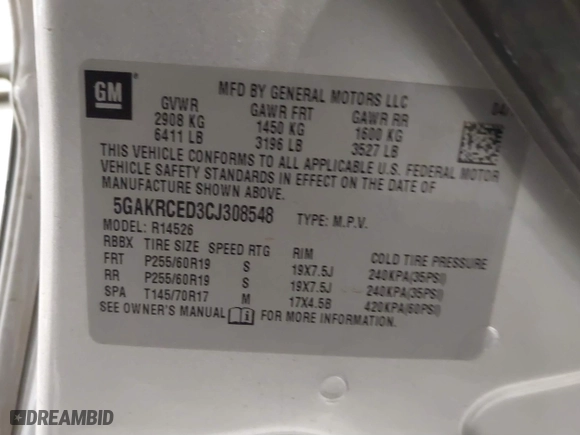 GM
MFD BY GENERAL MOTORS LLC
04/
GVWR GAWR FRT GAWR RR
2908 KG 1450 KG 1600 KG
6411 LB 3196 LB 3527 LB
THIS VEHICLE CONFORMS TO ALL APPLICABLE U.S. FEDERAL MOTOR
VEHICLE SAFETY STANDARDS IN EFFECT ON THE DATE OF
MANUFACTURE SHOWN ABOVE.
5GAKRCED3CJ308548 TYPE: M.P.V.
MODEL: R14526
RBBX TIRE SIZE SPEED RTG RIM COLD TIRE PRESSURE
FRT P255/60R19 S 19X7.5J 240KPA(35PSI)
RR P255/60R19 S 19X7.5J 240KPA(35PSI)
SPA T145/70R17 M 17X4.5B 420KPA(60PSI)
SEE OWNER'S MANUAL FOR MORE INFORMATION.
DREAMBID